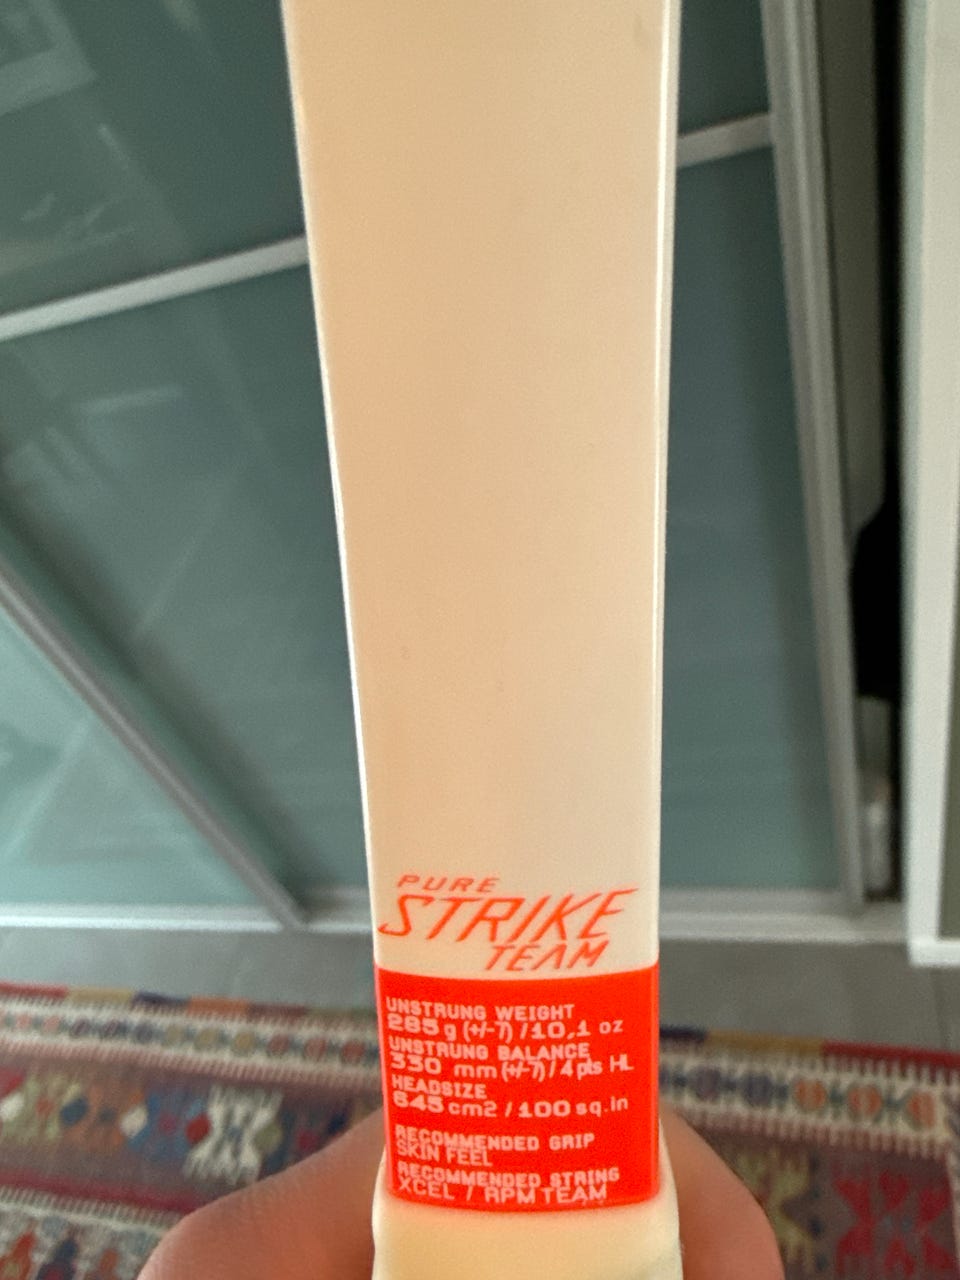 PURE
STRIKE
TEAM
UNSTRUNG WEIGHT
285 g (+/-7) / 10.1 oz
UNSTRUNG BALANCE
330 mm (+/-7) / 4 pts HL
HEADSIZE
645 cm2 / 100 sq.in
RECOMMENDED GRIP
SKIN FEEL
RECOMMENDED STRING
XCEL / RPM TEAM